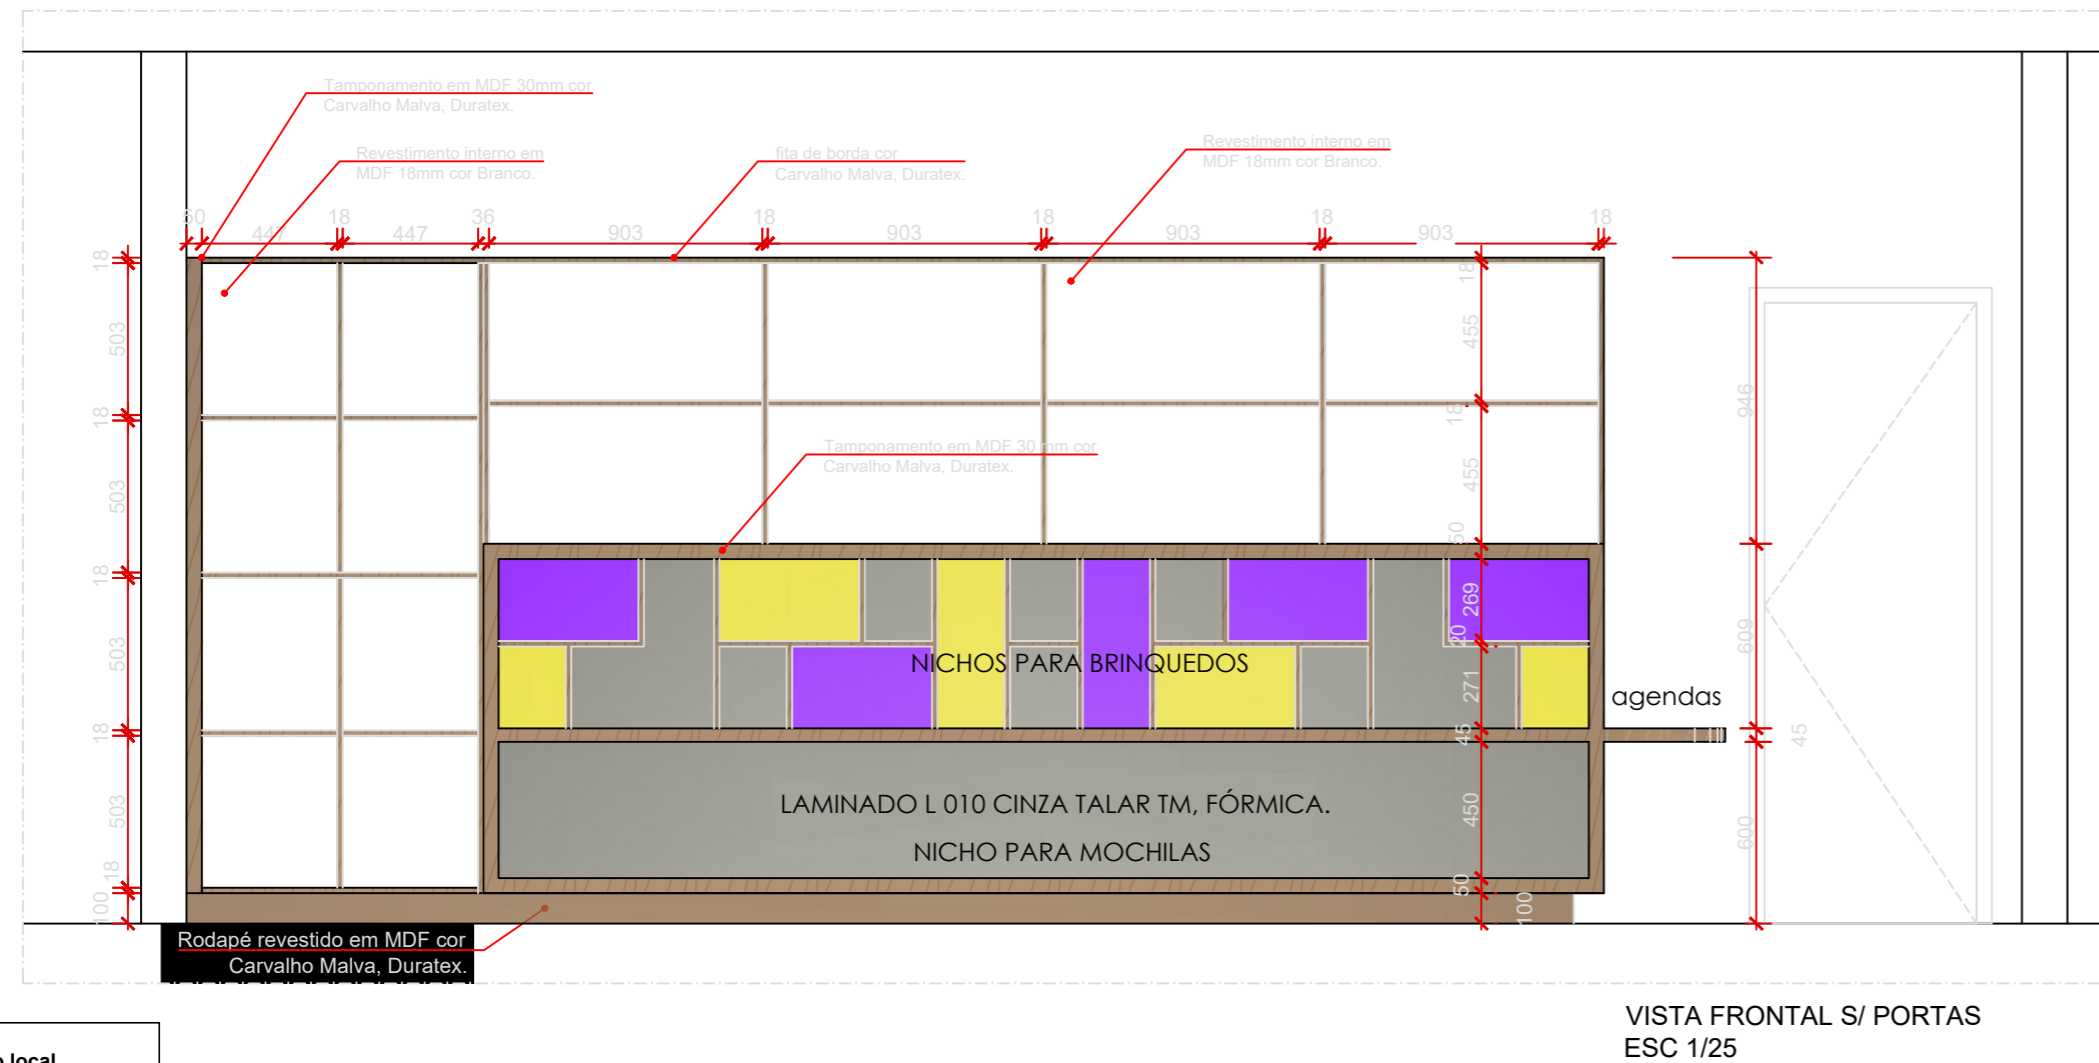 Tamponamento em MDF 30mm cor
Carvalho Malva, Duratex.
Revestimento interno em
MDF 18mm cor Branco.
fita de borda cor
Carvalho Malva, Duratex.
Revestimento interno em
MDF 18mm cor Branco.
50 18 36 18 18 18 18
447 447 903 903 903 903
18
503
18
503
18
503
18
503
18
100
18
455
18
455
50
269
20
271
45
450
50
100
946
609
45
600
Tamponamento em MDF 30 mm cor
Carvalho Malva, Duratex.
NICHOS PARA BRINQUEDOS
agendas
LAMINADO L 010 CINZA TALAR TM, FÓRMICA.
NICHO PARA MOCHILAS
Rodapé revestido em MDF cor
Carvalho Malva, Duratex.
VISTA FRONTAL S/ PORTAS
ESC 1/25
local